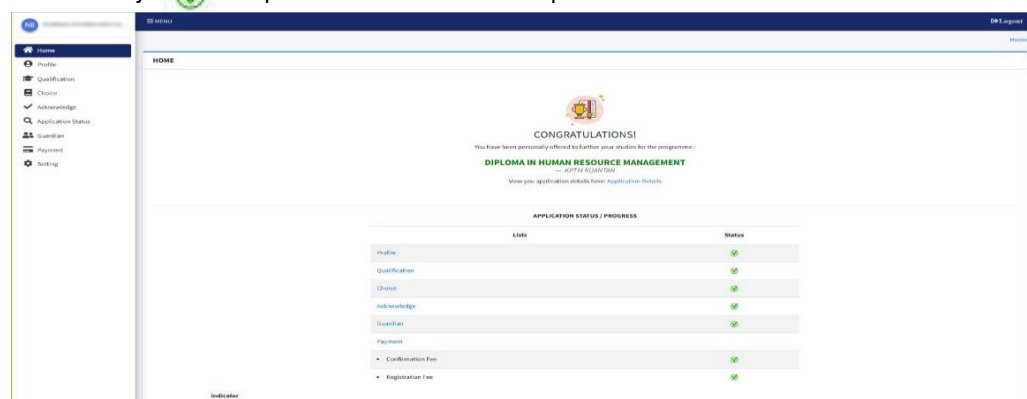 NB
MENU
Logout
Home
Home
Profile
Qualification
Choice
Acknowledge
Application Status
Guardian
Payment
Setting
HOME
CONGRATULATIONS!
You have been personally offered to further your studies for the programme :
DIPLOMA IN HUMAN RESOURCE MANAGEMENT
— KPTM KUANTAN
View you application details here: Application Details
APPLICATION STATUS / PROGRESS
Lists Status
Profile
Qualification
Choice
Acknowledge
Guardian
Payment
• Confirmation Fee
• Registration Fee
Indicator